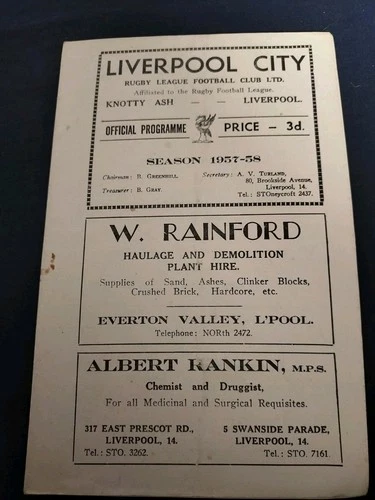 LIVERPOOL CITY
RUGBY LEAGUE FOOTBALL CLUB LTD.
Affiliated to the Rugby Football League.
KNOTTY ASH — — LIVERPOOL.
OFFICIAL PROGRAMME PRICE — 3d.
SEASON 1957-58
Chairman: R. GREENHILL.
Treasurer: B. GRAY.
Secretary: A. V. TURLAND,
80, Brookside Avenue,
Liverpool, 14.
Tel.: STOneycroft 2437.
W. RAINFORD
HAULAGE AND DEMOLITION
PLANT HIRE.
Supplies of Sand, Ashes, Clinker Blocks,
Crushed Brick, Hardcore, etc.
EVERTON VALLEY, L'POOL.
Telephone: NORth 2472.
ALBERT RANKIN, M.P.S.
Chemist and Druggist,
For all Medicinal and Surgical Requisites.
317 EAST PRESCOT RD.,
LIVERPOOL, 14.
Tel.: STO. 3262.
5 SWANSIDE PARADE,
LIVERPOOL, 14.
Tel.: STO. 7161